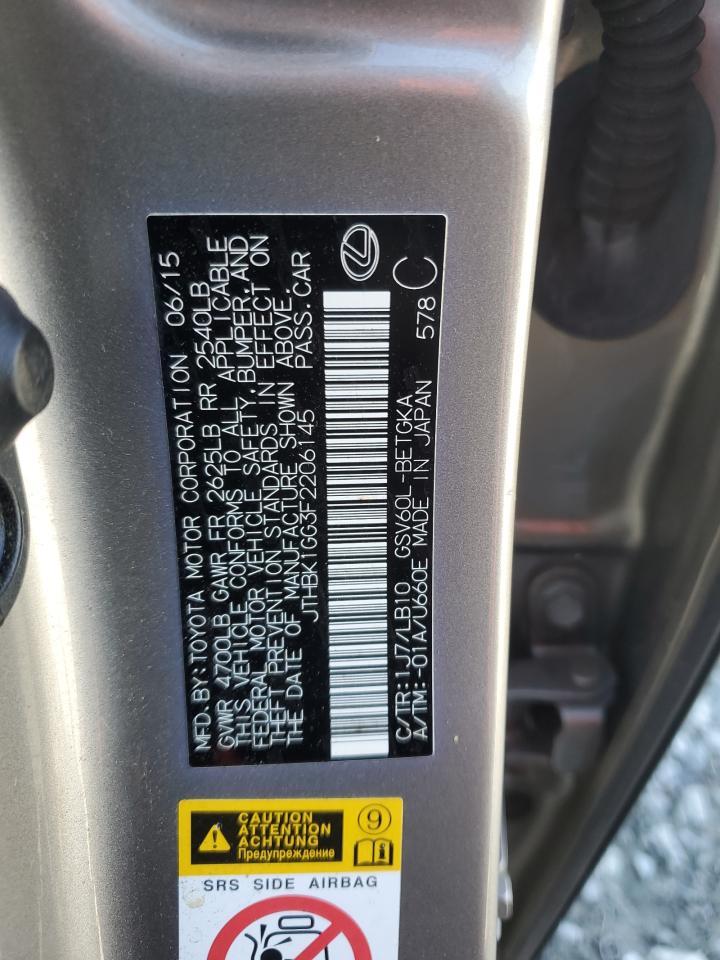 MFD.BY:TOYOTA MOTOR CORPORATION 06/15
GVWR 4700LB GAWR FR 2625LB RR 2540LB
THIS VEHICLE CONFORMS TO ALL APPLICABLE
FEDERAL MOTOR VEHICLE SAFETY,BUMPER,AND
THEFT PREVENTION STANDARDS IN EFFECT ON
THE DATE OF MANUFACTURE SHOWN ABOVE.
JTHBK1GG3F2206145 PASS.CAR
C/TR:1J7/LB10 GSV60L-BETGKA
A/TM:-01A/U660E MADE IN JAPAN 578 C
CAUTION
ATTENTION
ACHTUNG
Предупреждение
9
SRS SIDE AIRBAG